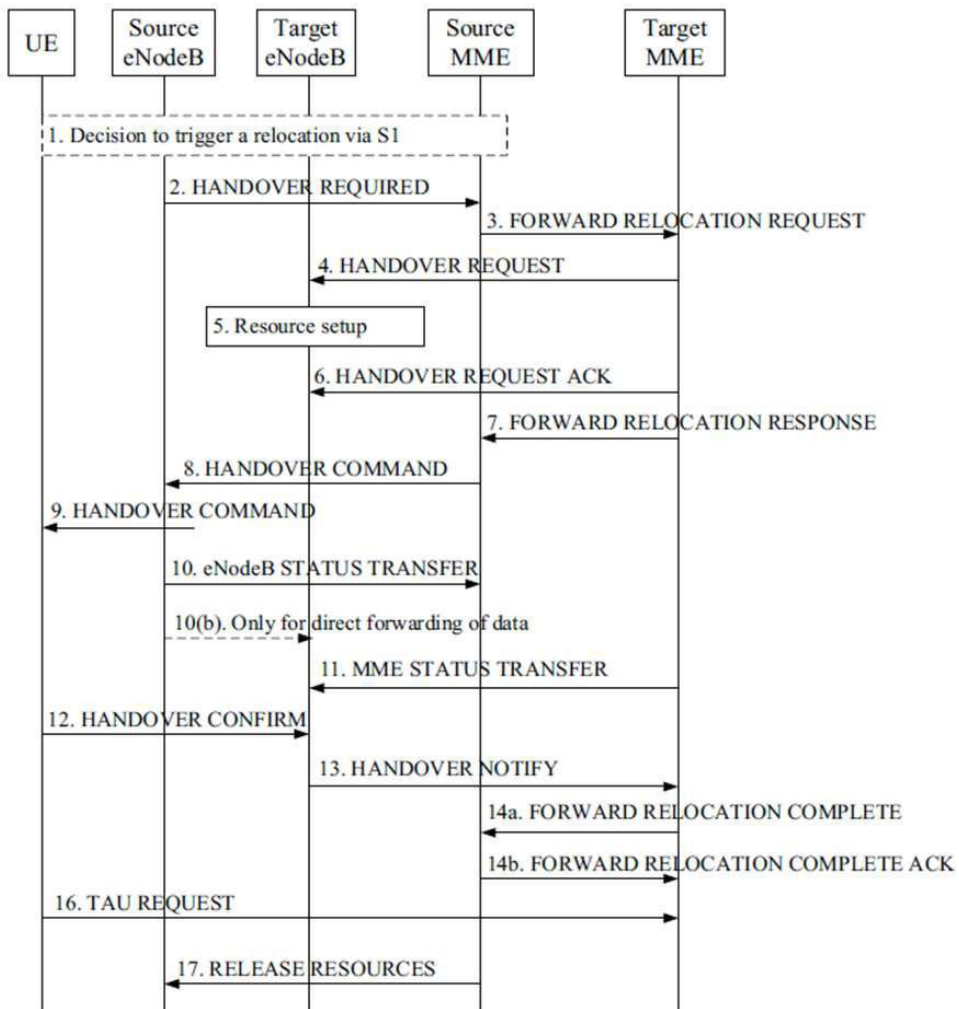 UE
Source
eNodeB
Target
eNodeB
Source
MME
Target
MME
1. Decision to trigger a relocation via S1
2. HANDOVER REQUIRED
3. FORWARD RELOCATION REQUEST
4. HANDOVER REQUEST
5. Resource setup
6. HANDOVER REQUEST ACK
7. FORWARD RELOCATION RESPONSE
8. HANDOVER COMMAND
9. HANDOVER COMMAND
10. eNodeB STATUS TRANSFER
10(b). Only for direct forwarding of data
11. MME STATUS TRANSFER
12. HANDOVER CONFIRM
13. HANDOVER NOTIFY
14a. FORWARD RELOCATION COMPLETE
14b. FORWARD RELOCATION COMPLETE ACK
16. TAU REQUEST
17. RELEASE RESOURCES